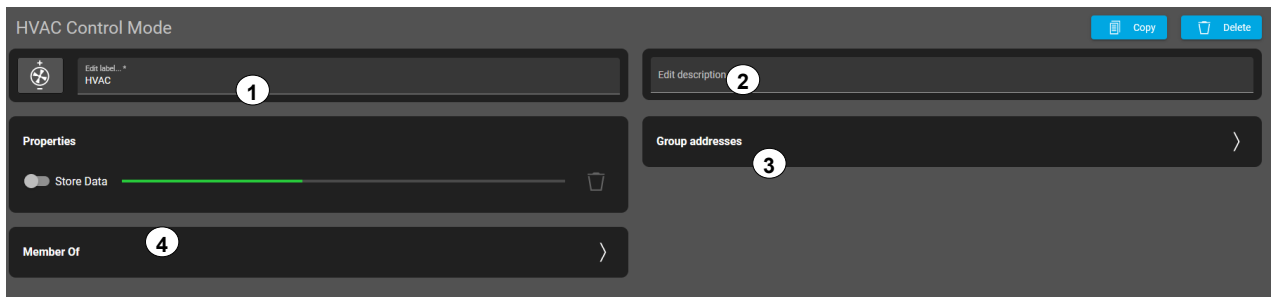 HVAC Control Mode
Copy
Delete
Edit label... *
HVAC
1
Edit description
2
Properties
Store Data
Group addresses
3
Member Of
4